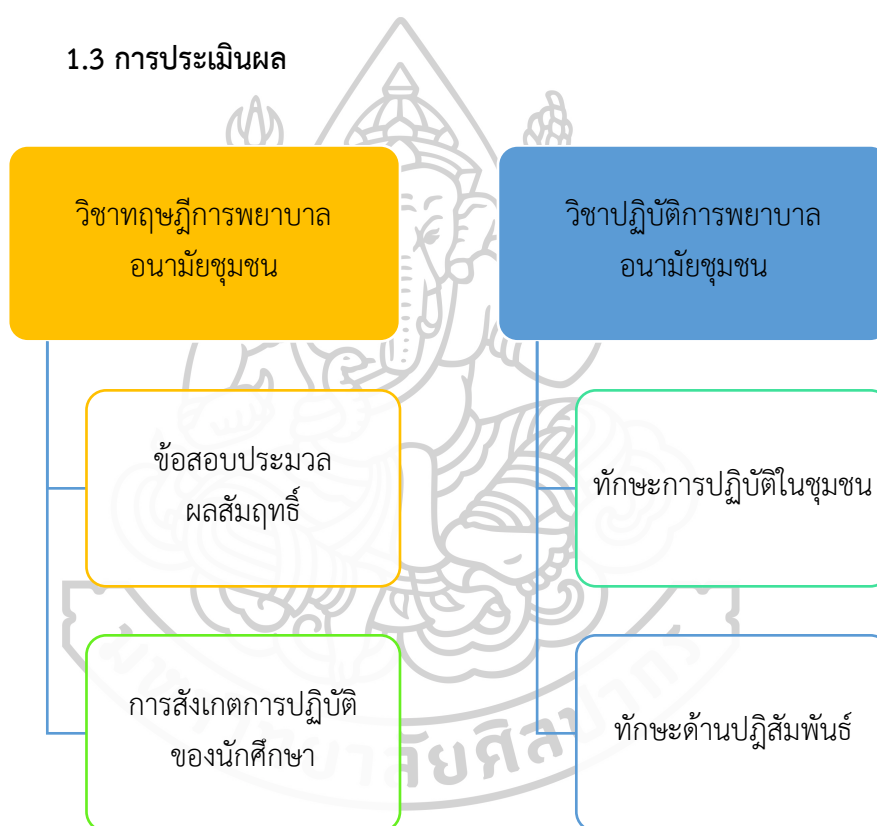 1.3 การประเมินผล
วิชาทฤษฎีการพยาบาล
อนามัยชุมชน
ข้อสอบประมวล
ผลสัมฤทธิ์
การสังเกตการปฏิบัติ
ของนักศึกษา
วิชาปฏิบัติการพยาบาล
อนามัยชุมชน
ทักษะการปฏิบัติในชุมชน
ทักษะด้านปฏิสัมพันธ์